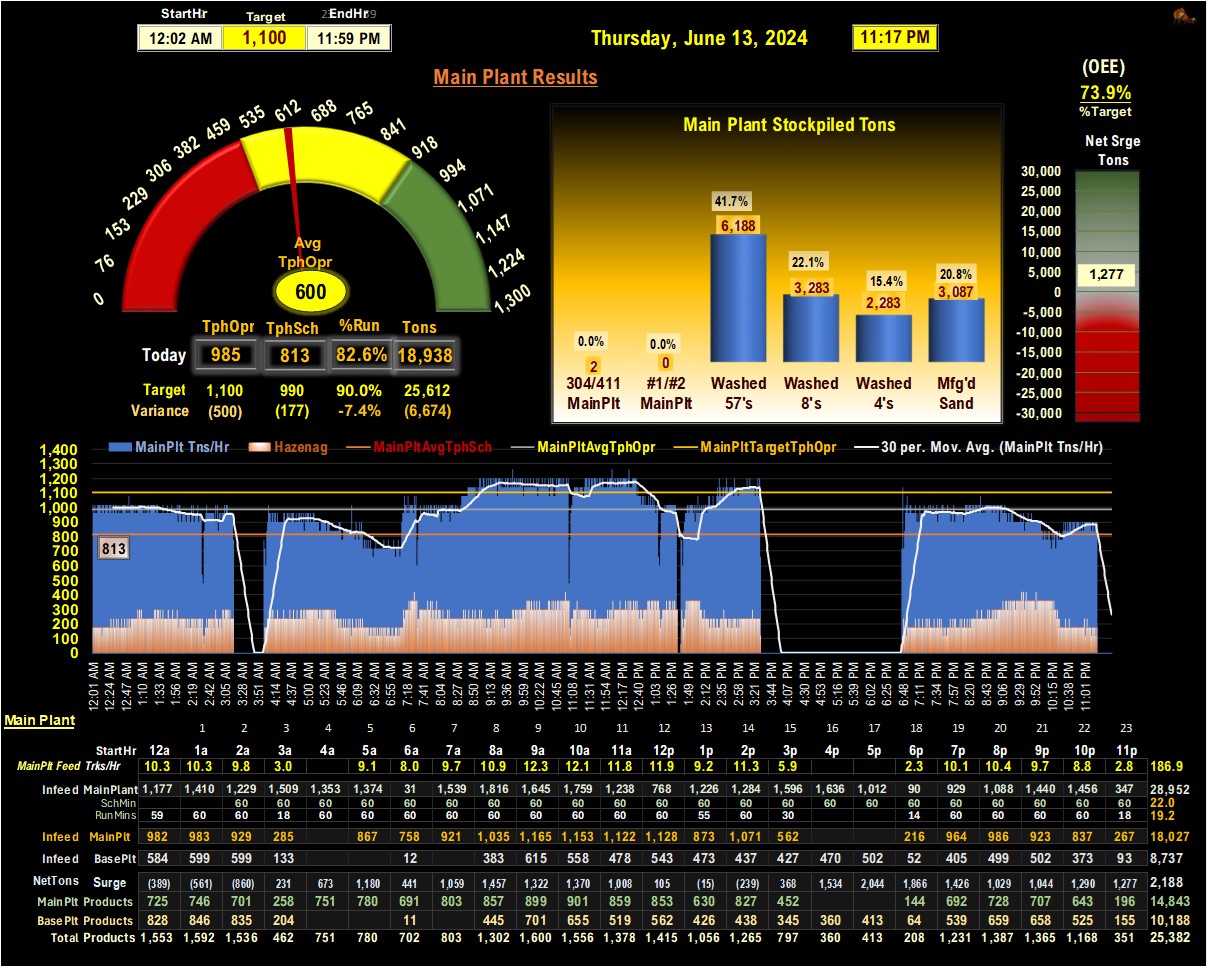 StartHr Target EndHr
12:02 AM 1,100 11:59 PM
Thursday, June 13, 2024 11:17 PM
Main Plant Results
(OEE)
73.9%
%Target
Net Srge
Tons
30,000
25,000
20,000
15,000
10,000
5,000
0
-5,000
-10,000
-15,000
-20,000
-25,000
-30,000
1,277
0
76
153
229
306
382
459
535
612
688
765
841
918
994
1,071
1,147
1,224
1,300
Avg
TphOpr
600
TphOpr TphSch %Run Tons
Today 985 813 82.6% 18,938
Target 1,100 990 90.0% 25,612
Variance (500) (177) -7.4% (6,674)
Main Plant Stockpiled Tons
0.0% 0.0% 41.7% 22.1% 15.4% 20.8%
2 0 6,188 3,283 2,283 3,087
304/411 #1/#2 Washed Washed Washed Mfg'd
MainPlt MainPlt 57's 8's 4's Sand
MainPlt Tns/Hr Hazenag MainPltAvgTphSch MainPltAvgTphOpr MainPltTargetTphOpr 30 per. Mov. Avg. (MainPlt Tns/Hr)
1,400
1,300
1,200
1,100
1,000
900
800
700
600
500
400
300
200
100
0
813
12:01 AM 12:24 AM 12:47 AM 1:10 AM 1:33 AM 1:56 AM 2:19 AM 2:42 AM 3:05 AM 3:28 AM 3:51 AM 4:14 AM 4:37 AM 5:00 AM 5:23 AM 5:46 AM 6:09 AM 6:32 AM 6:55 AM 7:18 AM 7:41 AM 8:04 AM 8:27 AM 8:50 AM 9:13 AM 9:36 AM 9:59 AM 10:22 AM 10:45 AM 11:08 AM 11:31 AM 11:54 AM 12:17 PM 12:40 PM 1:03 PM 1:26 PM 1:49 PM 2:12 PM 2:35 PM 2:58 PM 3:21 PM 3:44 PM 4:07 PM 4:30 PM 4:53 PM 5:16 PM 5:39 PM 6:02 PM 6:25 PM 6:48 PM 7:11 PM 7:34 PM 7:57 PM 8:20 PM 8:43 PM 9:06 PM 9:29 PM 9:52 PM 10:15 PM 10:38 PM 11:01 PM
Main Plant
1 2 3 4 5 6 7 8 9 10 11 12 13 14 15 16 17 18 19 20 21 22 23
StartHr 12a 1a 2a 3a 4a 5a 6a 7a 8a 9a 10a 11a 12p 1p 2p 3p 4p 5p 6p 7p 8p 9p 10p 11p
MainPlt Feed Trks/Hr 10.3 10.3 9.8 3.0 9.1 8.0 9.7 10.9 12.3 12.1 11.8 11.9 9.2 11.3 5.9 2.3 10.1 10.4 9.7 8.8 2.8 186.9
Infeed MainPlant 1,177 1,410 1,229 1,509 1,353 1,374 31 1,539 1,816 1,645 1,759 1,238 768 1,226 1,284 1,596 1,636 1,012 90 929 1,088 1,440 1,456 347 28,952
SchMin 60 60 60 60 60 60 60 60 60 60 60 60 60 60 60 60 60 60 60 60 60 60 22.0
RunMins 59 60 60 18 60 60 60 60 60 60 60 60 55 60 30 14 60 60 60 60 18 19.2
Infeed MainPlt 982 983 929 285 867 758 921 1,035 1,165 1,153 1,122 1,128 873 1,071 562 216 964 986 923 837 267 18,027
Infeed BasePlt 584 599 599 133 12 383 615 558 478 543 473 437 427 470 502 52 405 499 502 373 93 8,737
NetTons Surge (389) (561) (860) 231 673 1,180 441 1,059 1,457 1,322 1,370 1,008 105 (15) (239) 368 1,534 2,044 1,866 1,426 1,029 1,044 1,290 1,277 2,188
MainPlt Products 725 746 701 258 751 780 691 803 857 899 901 859 853 630 827 452 144 692 728 707 643 196 14,843
BasePlt Products 828 846 835 204 11 445 701 655 519 562 426 438 345 360 413 64 539 659 658 525 155 10,188
Total Products 1,553 1,592 1,536 462 751 780 702 803 1,302 1,600 1,556 1,378 1,415 1,056 1,265 797 360 413 208 1,231 1,387 1,365 1,168 351 25,382